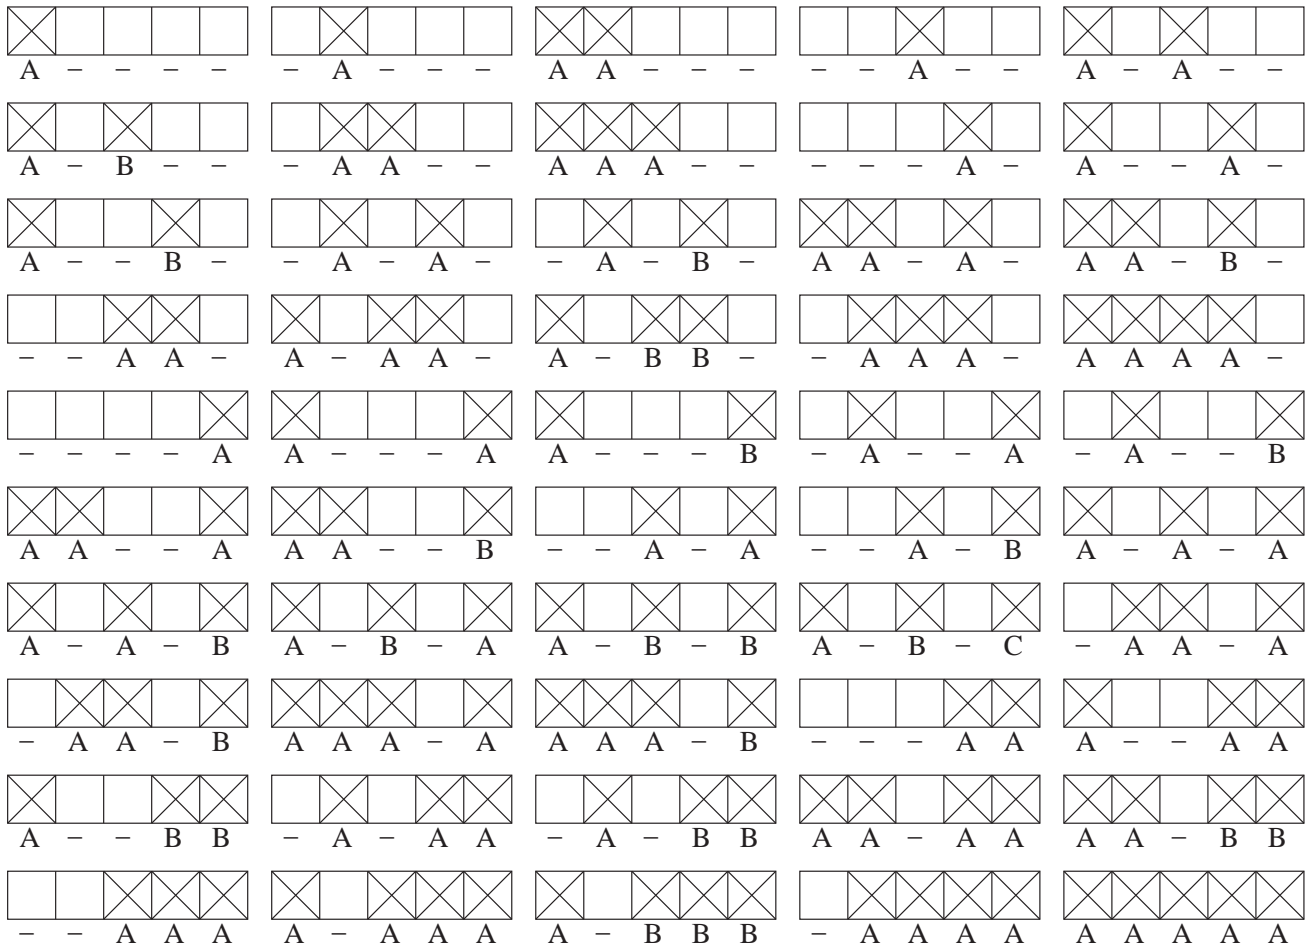 A – – – – – A – – – A A – – – – – A – – A – A – –
A – B – – – A A – – A A A – – – – – A – A – – A –
A – – B – – A – A – – A – B – A A – A – A A – B –
– – A A – A – A A – A – B B – – A A A – A A A A –
– – – – A A – – – A A – – – B – A – – A – A – – B
A A – – A A A – – B – – A – A – – A – B A – A – A
A – A – B A – B – A A – B – B A – B – C – A A – A
– A A – B A A A – A A A A – B – – – A A A – – A A
A – – B B – A – A A – A – B B A A – A A A A – B B
– – A A A A – A A A A – B B B – A A A A A A A A A